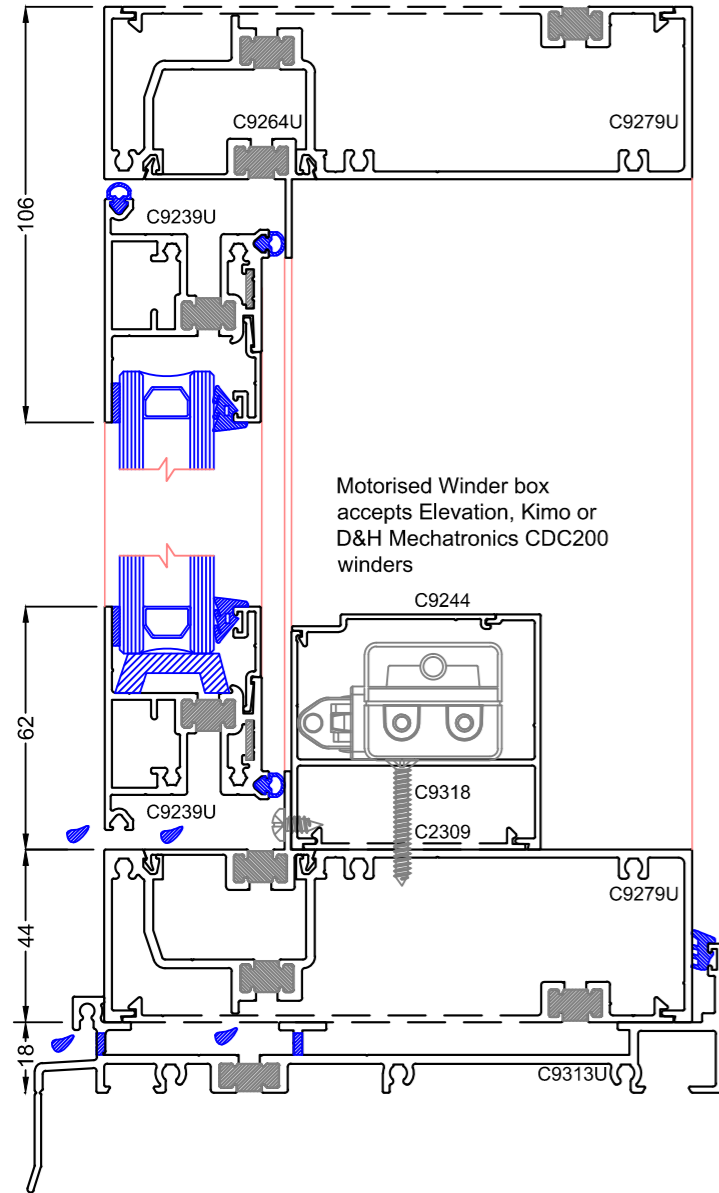 C9264U
C9279U
106
C9239U
Motorised Winder box
accepts Elevation, Kimo or
D&H Mechatronics CDC200
winders
C9244
62
C9318
C9239U
C2309
C9279U
44
18
C9313U